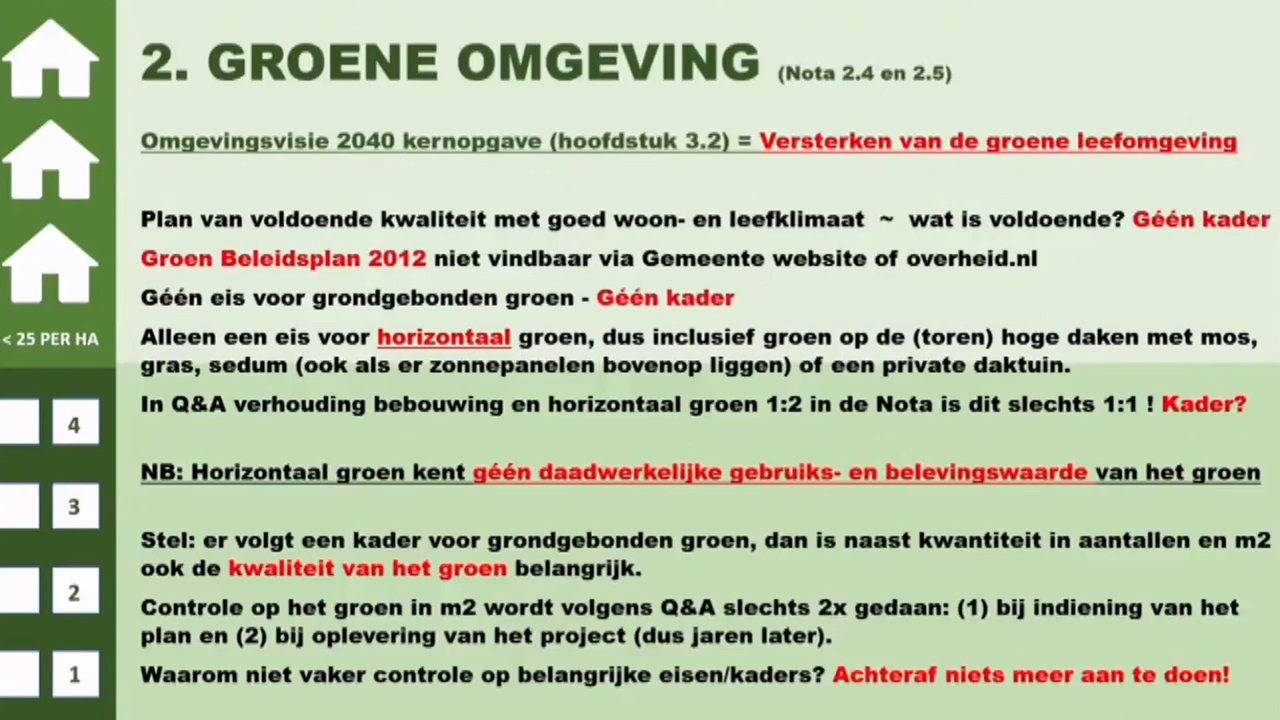 2. GROENE OMGEVING (Nota 2.4 en 2.5)
Omgevingsvisie 2040 kernopgave (hoofdstuk 3.2) = Versterken van de groene leefomgeving
Plan van voldoende kwaliteit met goed woon- en leefklimaat ~ wat is voldoende? Géén kader
Groen Beleidsplan 2012 niet vindbaar via Gemeente website of overheid.nl
Géén eis voor grondgebonden groen - Géén kader
Alleen een eis voor horizontaal groen, dus inclusief groen op de (toren) hoge daken met mos,
gras, sedum (ook als er zonnepanelen bovenop liggen) of een private daktuin.
In Q&A verhouding bebouwing en horizontaal groen 1:2 in de Nota is dit slechts 1:1 ! Kader?
NB: Horizontaal groen kent géén daadwerkelijke gebruiks- en belevingswaarde van het groen
Stel: er volgt een kader voor grondgebonden groen, dan is naast kwantiteit in aantallen en m2
ook de kwaliteit van het groen belangrijk.
Controle op het groen in m2 wordt volgens Q&A slechts 2x gedaan: (1) bij indiening van het
plan en (2) bij oplevering van het project (dus jaren later).
Waarom niet vaker controle op belangrijke eisen/kaders? Achteraf niets meer aan te doen!
< 25 PER HA
4
3
2
1